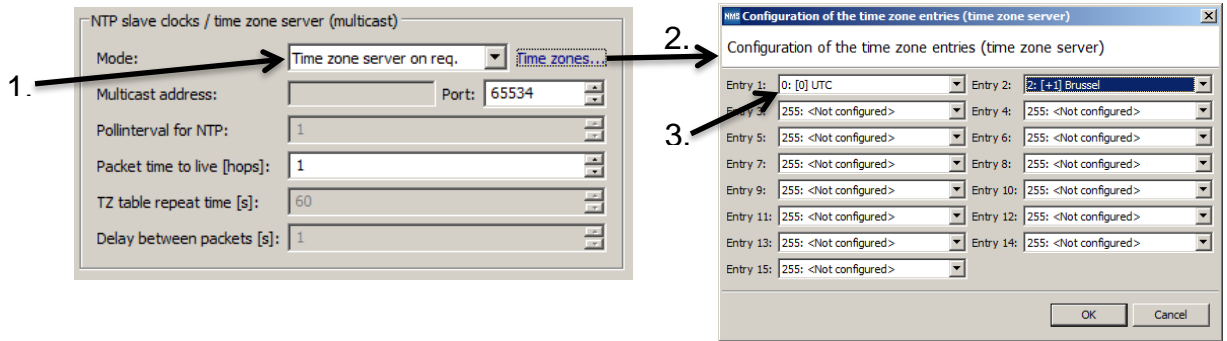 NTP slave clocks / time zone server (multicast)
1.
Mode: Time zone server on req. Time zones...
Multicast address: Port: 65534
Pollinterval for NTP: 1
Packet time to live [hops]: 1
TZ table repeat time [s]: 60
Delay between packets [s]: 1
2.
NMS Configuration of the time zone entries (time zone server)
Configuration of the time zone entries (time zone server)
3.
Entry 1: 0: [0] UTC Entry 2: 2: [+1] Brussel
Entry 3: 255: <Not configured> Entry 4: 255: <Not configured>
Entry 5: 255: <Not configured> Entry 6: 255: <Not configured>
Entry 7: 255: <Not configured> Entry 8: 255: <Not configured>
Entry 9: 255: <Not configured> Entry 10: 255: <Not configured>
Entry 11: 255: <Not configured> Entry 12: 255: <Not configured>
Entry 13: 255: <Not configured> Entry 14: 255: <Not configured>
Entry 15: 255: <Not configured>
OK Cancel